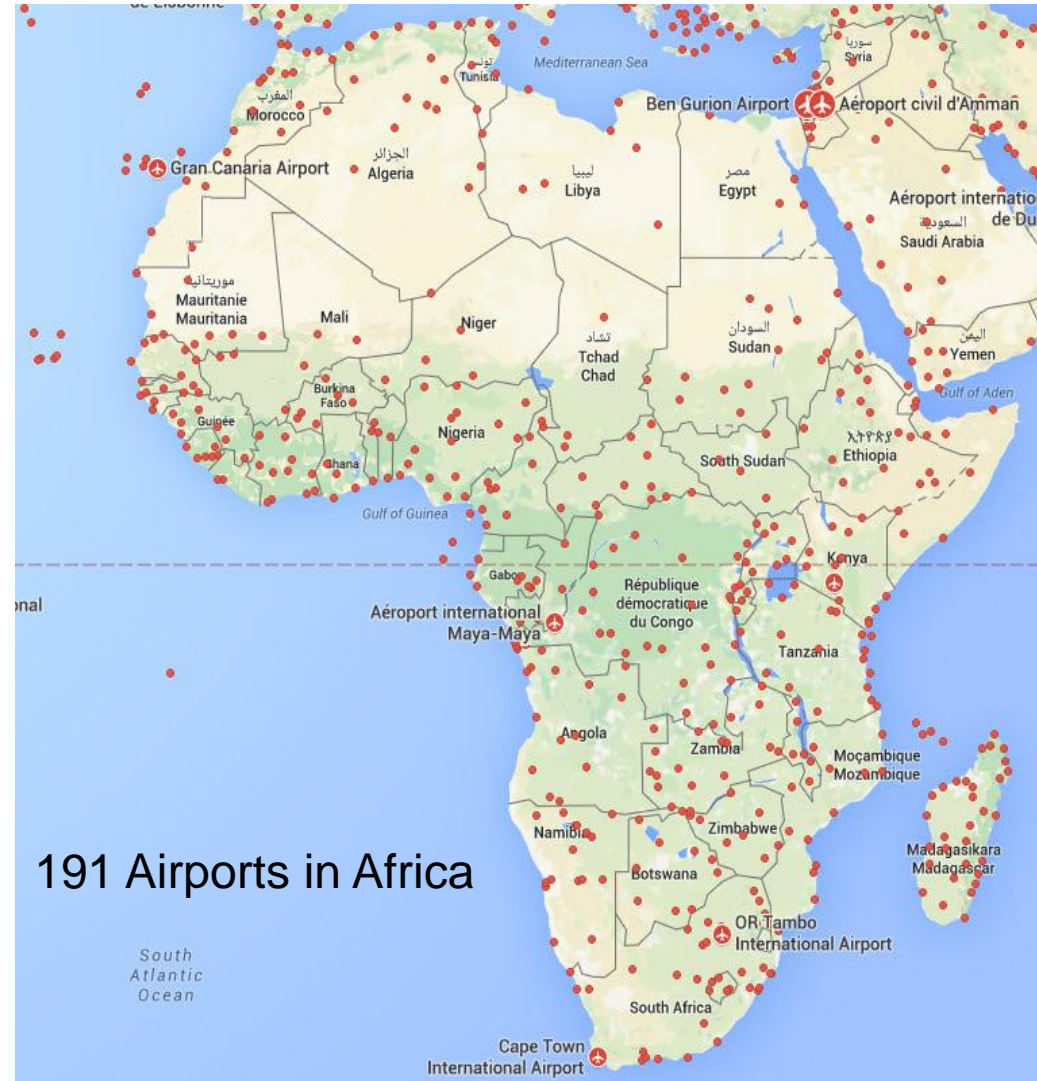 de Lisbonne
Mediterranean Sea
تونس
Tunisia
سوريا
Syria
المغرب
Morocco
Ben Gurion Airport
Aéroport civil d'Amman
Gran Canaria Airport
الجزائر
Algeria
ليبيا
Libya
مصر
Egypt
Aéroport internatio
de Du
السعودية
Saudi Arabia
موريتانيا
Mauritanie
Mauritania
Mali
Niger
تشاد
Tchad
Chad
السودان
Sudan
اليمن
Yemen
Gulf of Aden
Burkina
Faso
Guinée
Nigeria
Ghana
South Sudan
ኢትዮጵያ
Ethiopia
Gulf of Guinea
Kenya
Gabon
République
démocratique
du Congo
onal
Aéroport international
Maya-Maya
Tanzania
Angola
Zambia
Moçambique
Mozambique
Namibia
Zimbabwe
Madagasikara
Madagascar
191 Airports in Africa
Botswana
OR Tambo
International Airport
South
Atlantic
Ocean
South Africa
Cape Town
International Airport